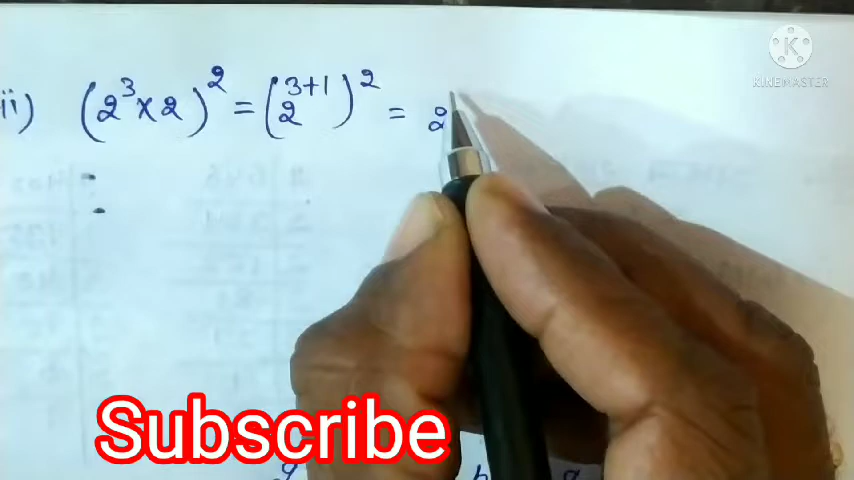 ii) (2³×2)² = (2³⁺¹)² = 2
KINEMASTER
Subscribe